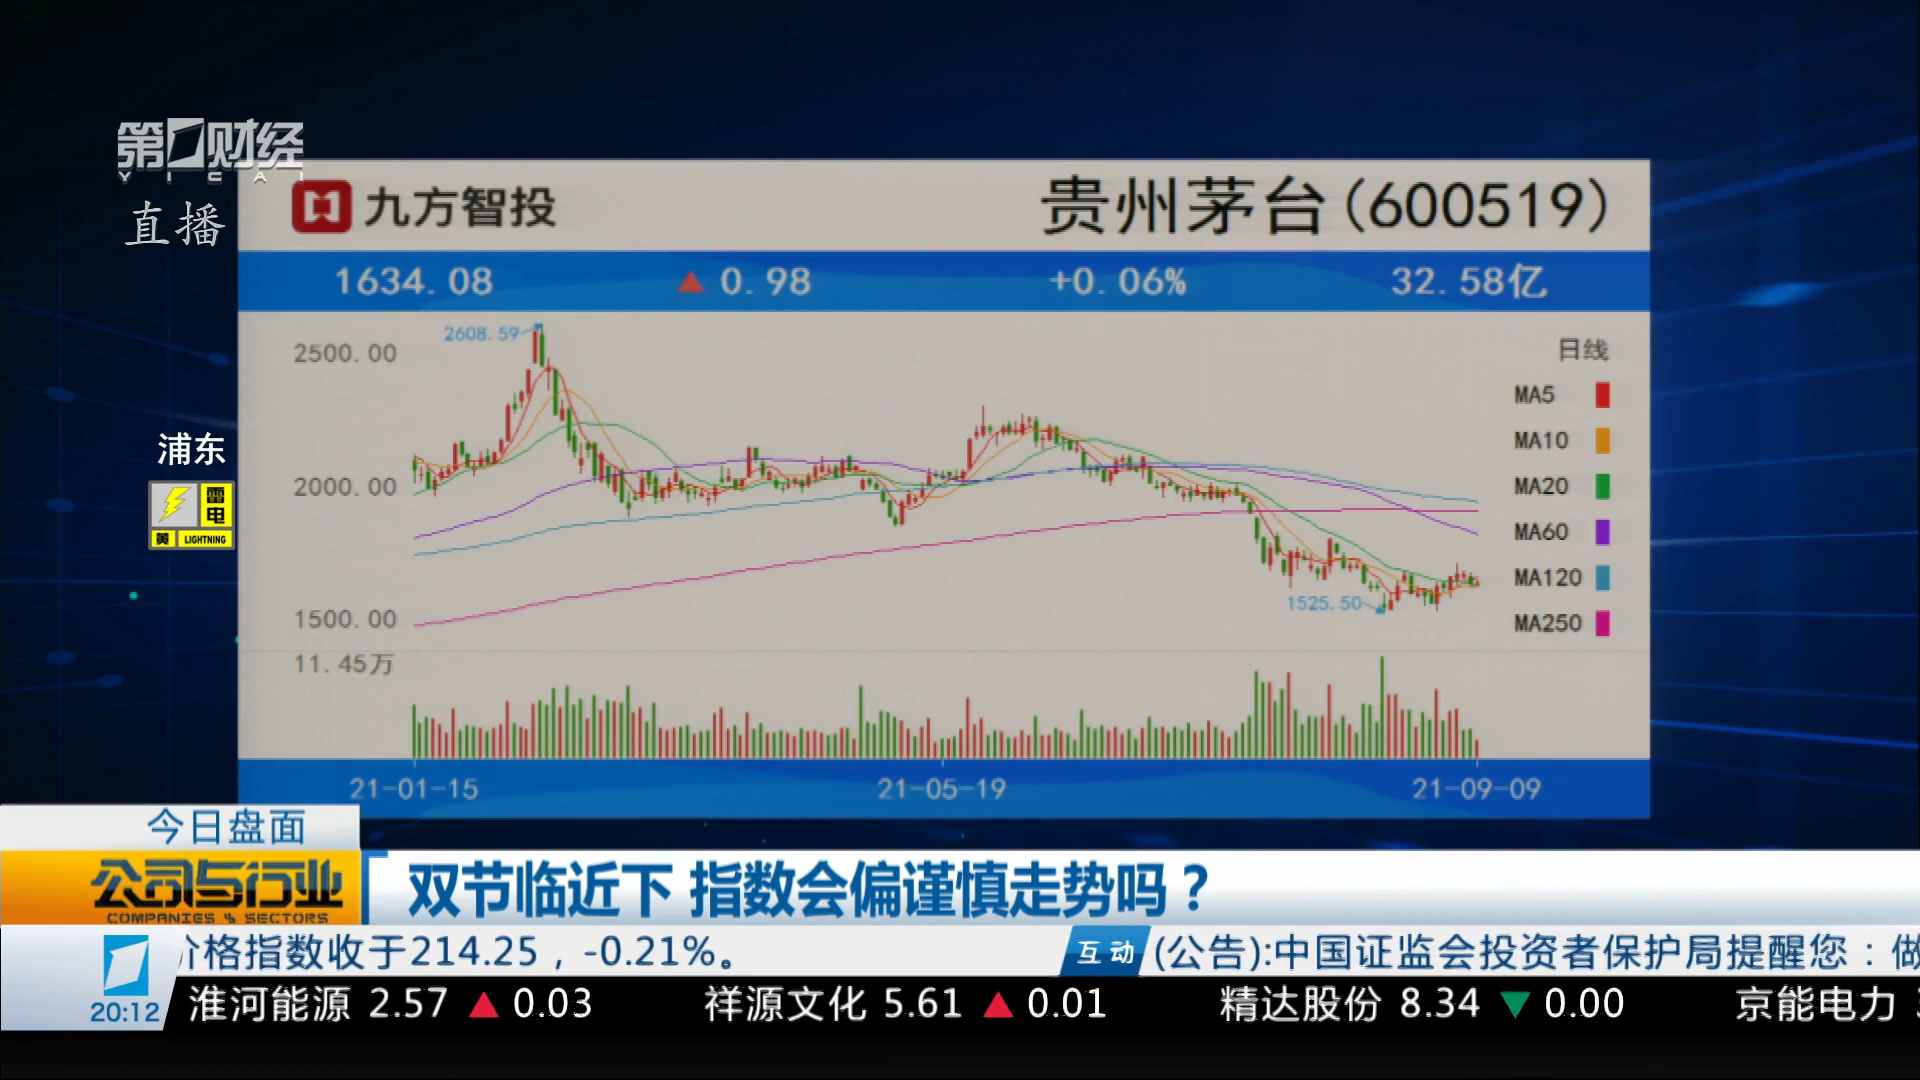 第一财经
YICAI
直播
九方智投
贵州茅台(600519)
1634.08 ▲ 0.98 +0.06% 32.58亿
2608.59
2500.00
2000.00
1500.00
1525.50
11.45万
日线
MA5
MA10
MA20
MA60
MA120
MA250
浦东
雷电
黄 LIGHTNING
21-01-15 21-05-19 21-09-09
今日盘面
公司与行业
COMPANIES & SECTORS
双节临近下 指数会偏谨慎走势吗？
价格指数收于214.25，-0.21%。
互动 (公告):中国证监会投资者保护局提醒您：做
20:12
淮河能源 2.57 ▲ 0.03 祥源文化 5.61 ▲ 0.01 精达股份 8.34 ▼ 0.00 京能电力